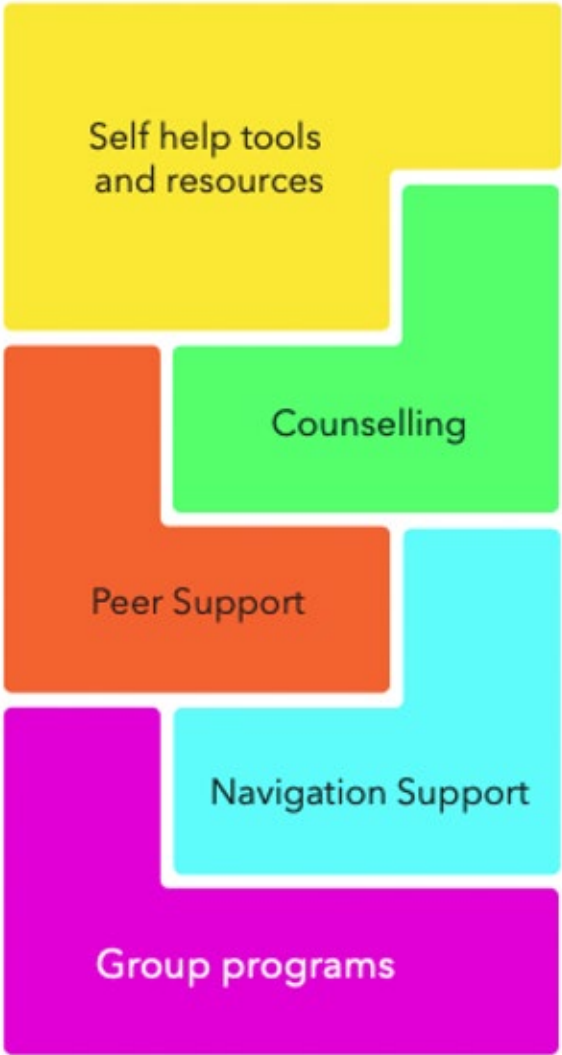 Self help tools
and resources
Counselling
Peer Support
Navigation Support
Group programs